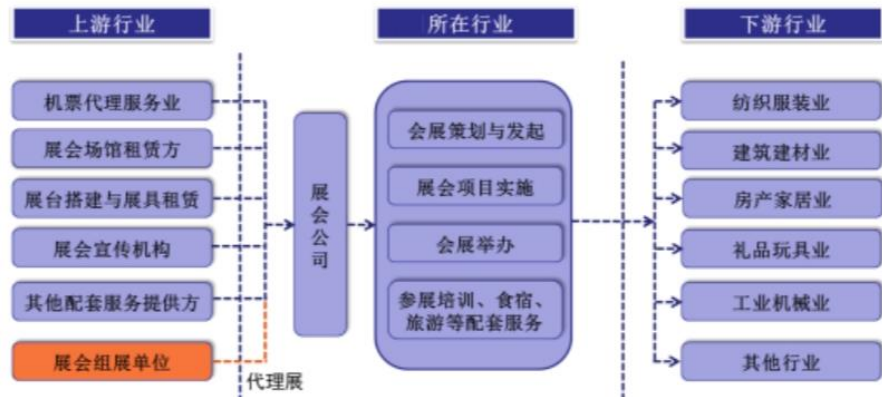 上游行业
所在行业
下游行业
机票代理服务业
展会场馆租赁方
展台搭建与展具租赁
展会宣传机构
其他配套服务提供方
展会组展单位
代理展
展会公司
会展策划与发起
展会项目实施
会展举办
参展培训、食宿、
旅游等配套服务
纺织服装业
建筑建材业
房产家居业
礼品玩具业
工业机械业
其他行业